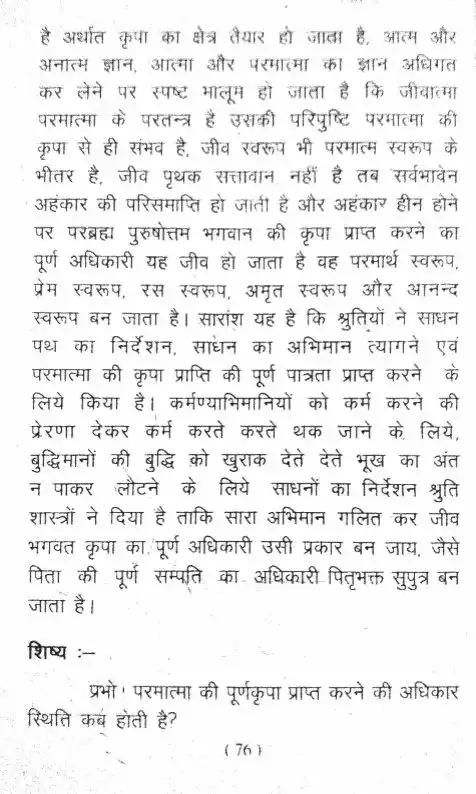 है अर्थात कृपा का क्षेत्र तैयार हो जाता है, आत्म और
अनात्म ज्ञान, आत्मा और परमात्मा का ज्ञान अधिगत
कर लेने पर स्पष्ट मालूम हो जाता है कि जीवात्मा
परमात्मा के परतन्त्र है उसकी परिपुष्टि परमात्मा की
कृपा से ही संभव है, जीव स्वरूप भी परमात्म स्वरूप के
भीतर है, जीव पृथक सत्तावान नहीं है तब सर्वभावेन
अहंकार की परिसमाप्ति हो जाती है और अहंकार हीन होने
पर परब्रह्म पुरुषोत्तम भगवान की कृपा प्राप्त करने का
पूर्ण अधिकारी यह जीव हो जाता है वह परमार्थ स्वरूप,
प्रेम स्वरूप, रस स्वरूप, अमृत स्वरूप और आनन्द
स्वरूप बन जाता है। सारांश यह है कि श्रुतियों ने साधन
पथ का निर्देशन, साधन का अभिमान त्यागने एवं
परमात्मा की कृपा प्राप्ति की पूर्ण पात्रता प्राप्त करने के
लिये किया है। कर्मण्याभिमानियों को कर्म करने की
प्रेरणा देकर कर्म करते करते थक जाने के लिये,
बुद्धिमानों की बुद्धि को खुराक देते देते भूख का अंत
न पाकर लौटने के लिये साधनों का निर्देशन श्रुति
शास्त्रों ने दिया है ताकि सारा अभिमान गलित कर जीव
भगवत कृपा का पूर्ण अधिकारी उसी प्रकार बन जाय, जैसे
पिता की पूर्ण सम्पति का अधिकारी पितृभक्त सुपुत्र बन
जाता है।
शिष्य :–
प्रभो! परमात्मा की पूर्णकृपा प्राप्त करने की अधिकार
स्थिति कब होती है?
(76)